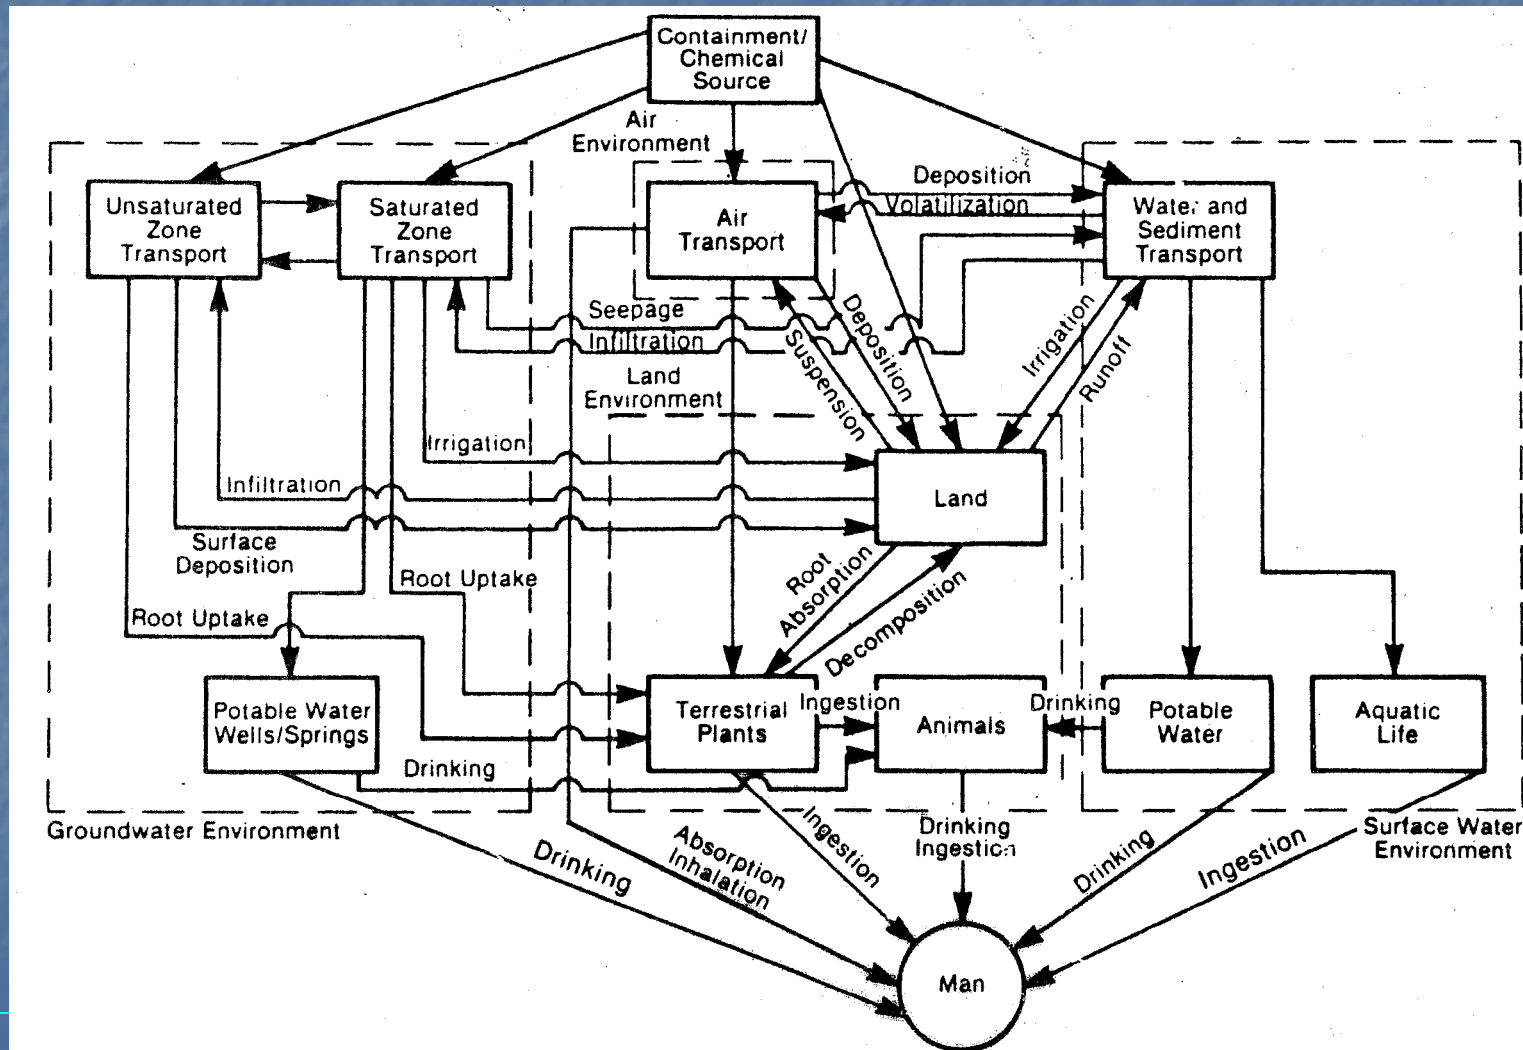 Containment/
Chemical
Source
Air
Environment
Unsaturated
Zone
Transport
Saturated
Zone
Transport
Air
Transport
Deposition
Volatilization
Water and
Sediment
Transport
Seepage
Infiltration
Suspension
Deposition
Irrigation
Runoff
Land
Environment
Irrigation
Infiltration
Land
Surface
Deposition
Root Uptake
Root Uptake
Root
Absorption
Decomposition
Potable Water
Wells/Springs
Terrestrial
Plants
Ingestion
Animals
Drinking
Potable
Water
Aquatic
Life
Drinking
Groundwater Environment
Surface Water
Environment
Drinking
Absorption
Inhalation
Ingestion
Drinking
Ingestion
Drinking
Ingestion
Man